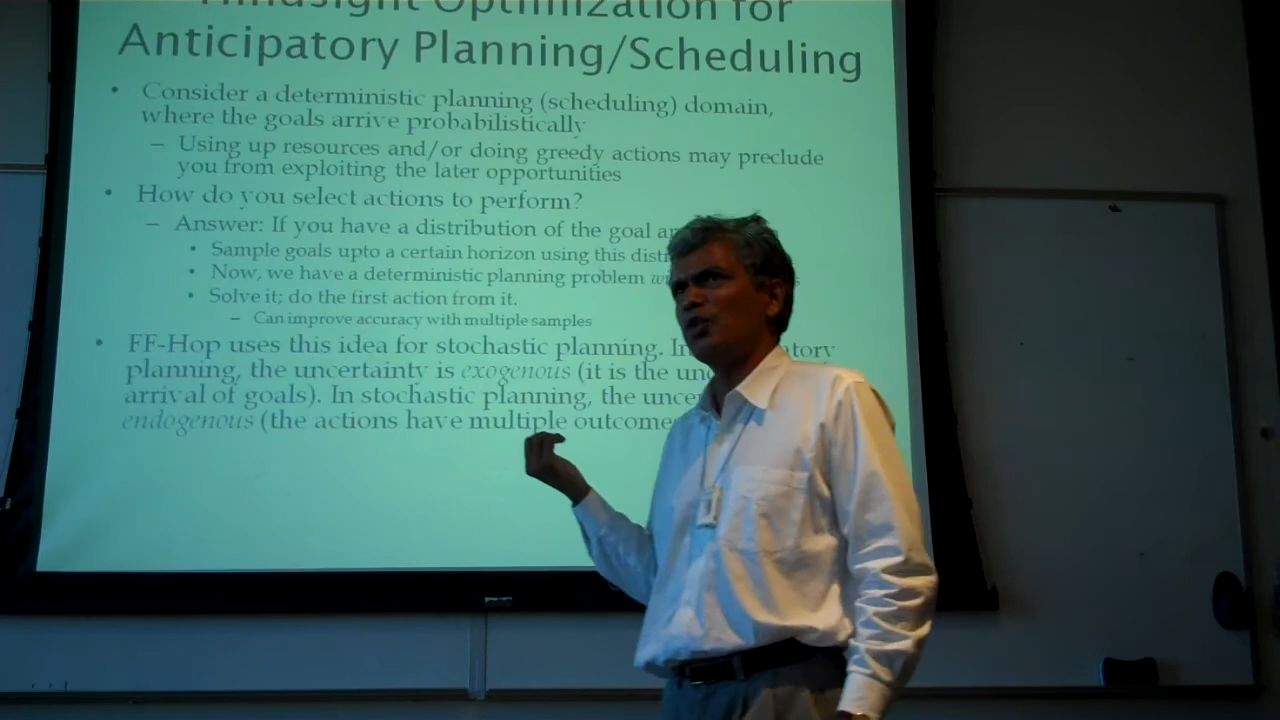 Hindsight Optimization for
Anticipatory Planning/Scheduling
• Consider a deterministic planning (scheduling) domain,
where the goals arrive probabilistically
– Using up resources and/or doing greedy actions may preclude
you from exploiting the later opportunities
• How do you select actions to perform?
– Answer: If you have a distribution of the goal
• Sample goals upto a certain horizon using this
• Now, we have a deterministic planning problem
• Solve it; do the first action from it.
– Can improve accuracy with multiple samples
• FF-Hop uses this idea for stochastic planning. In
planning, the uncertainty is exogenous (it is the
arrival of goals). In stochastic planning, the
endogenous (the actions have multiple